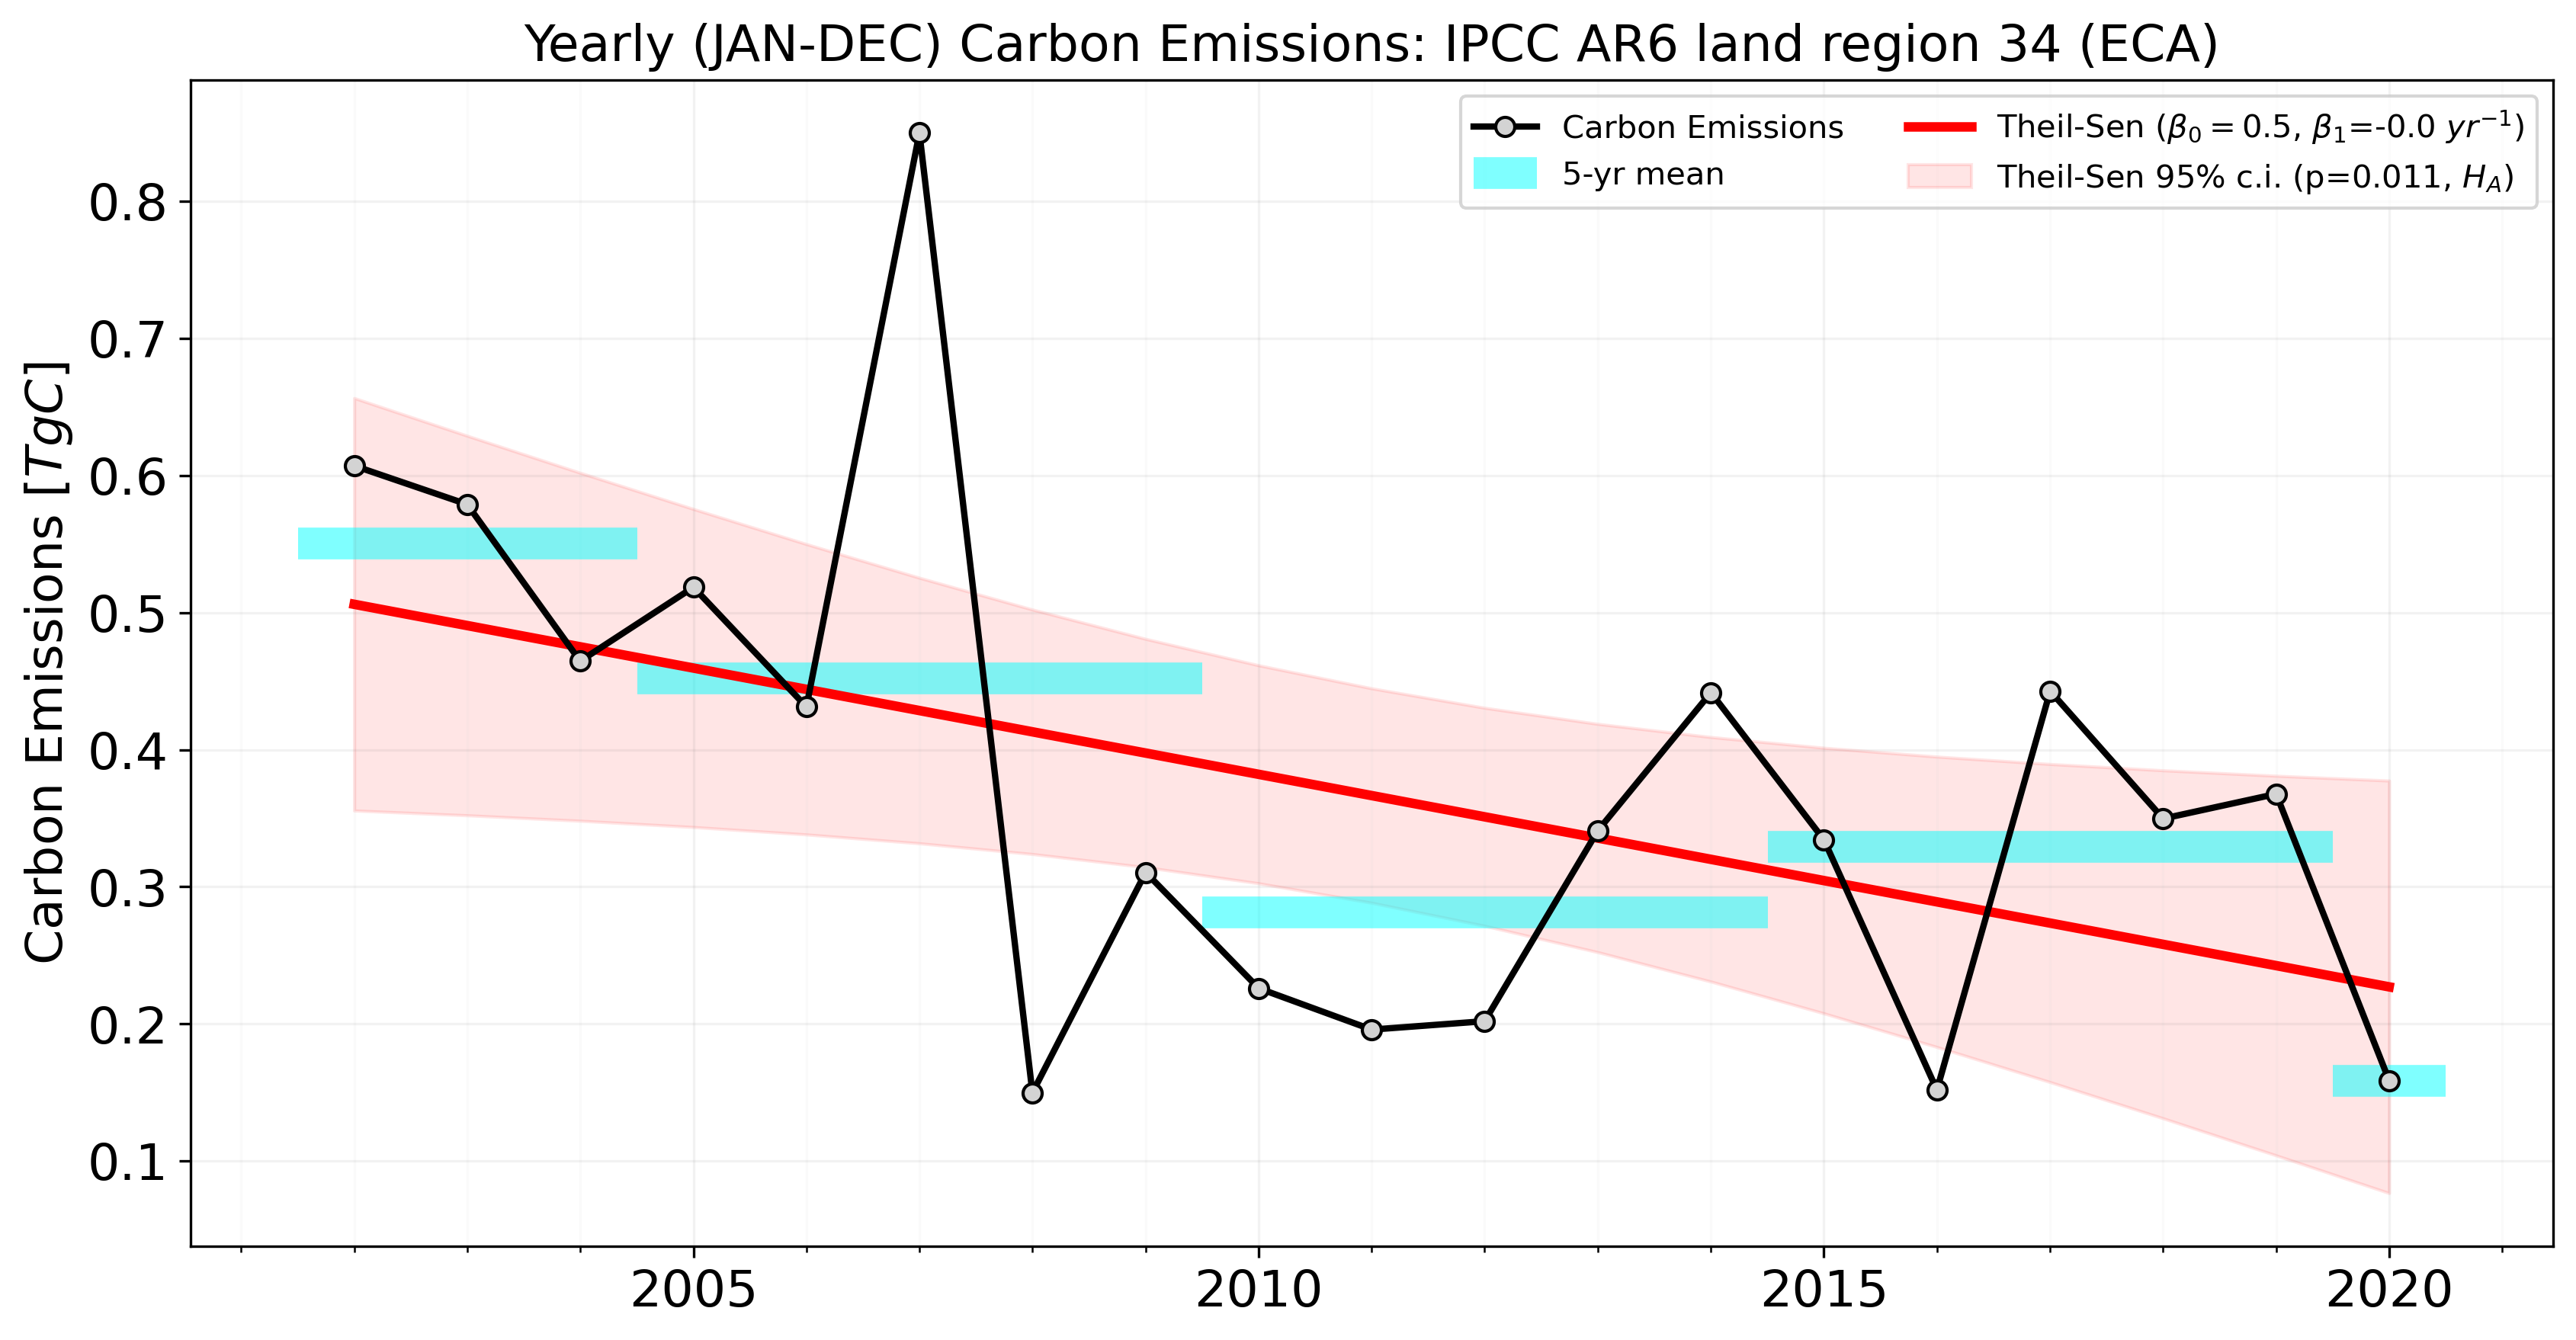 Yearly (JAN-DEC) Carbon Emissions: IPCC AR6 land region 34 (ECA)
Carbon Emissions
5-yr mean
Theil-Sen (β₀ = 0.5, β₁=-0.0 yr⁻¹)
Theil-Sen 95% c.i. (p=0.011, H_A)
Carbon Emissions [TgC]
0.8
0.7
0.6
0.5
0.4
0.3
0.2
0.1
2005
2010
2015
2020